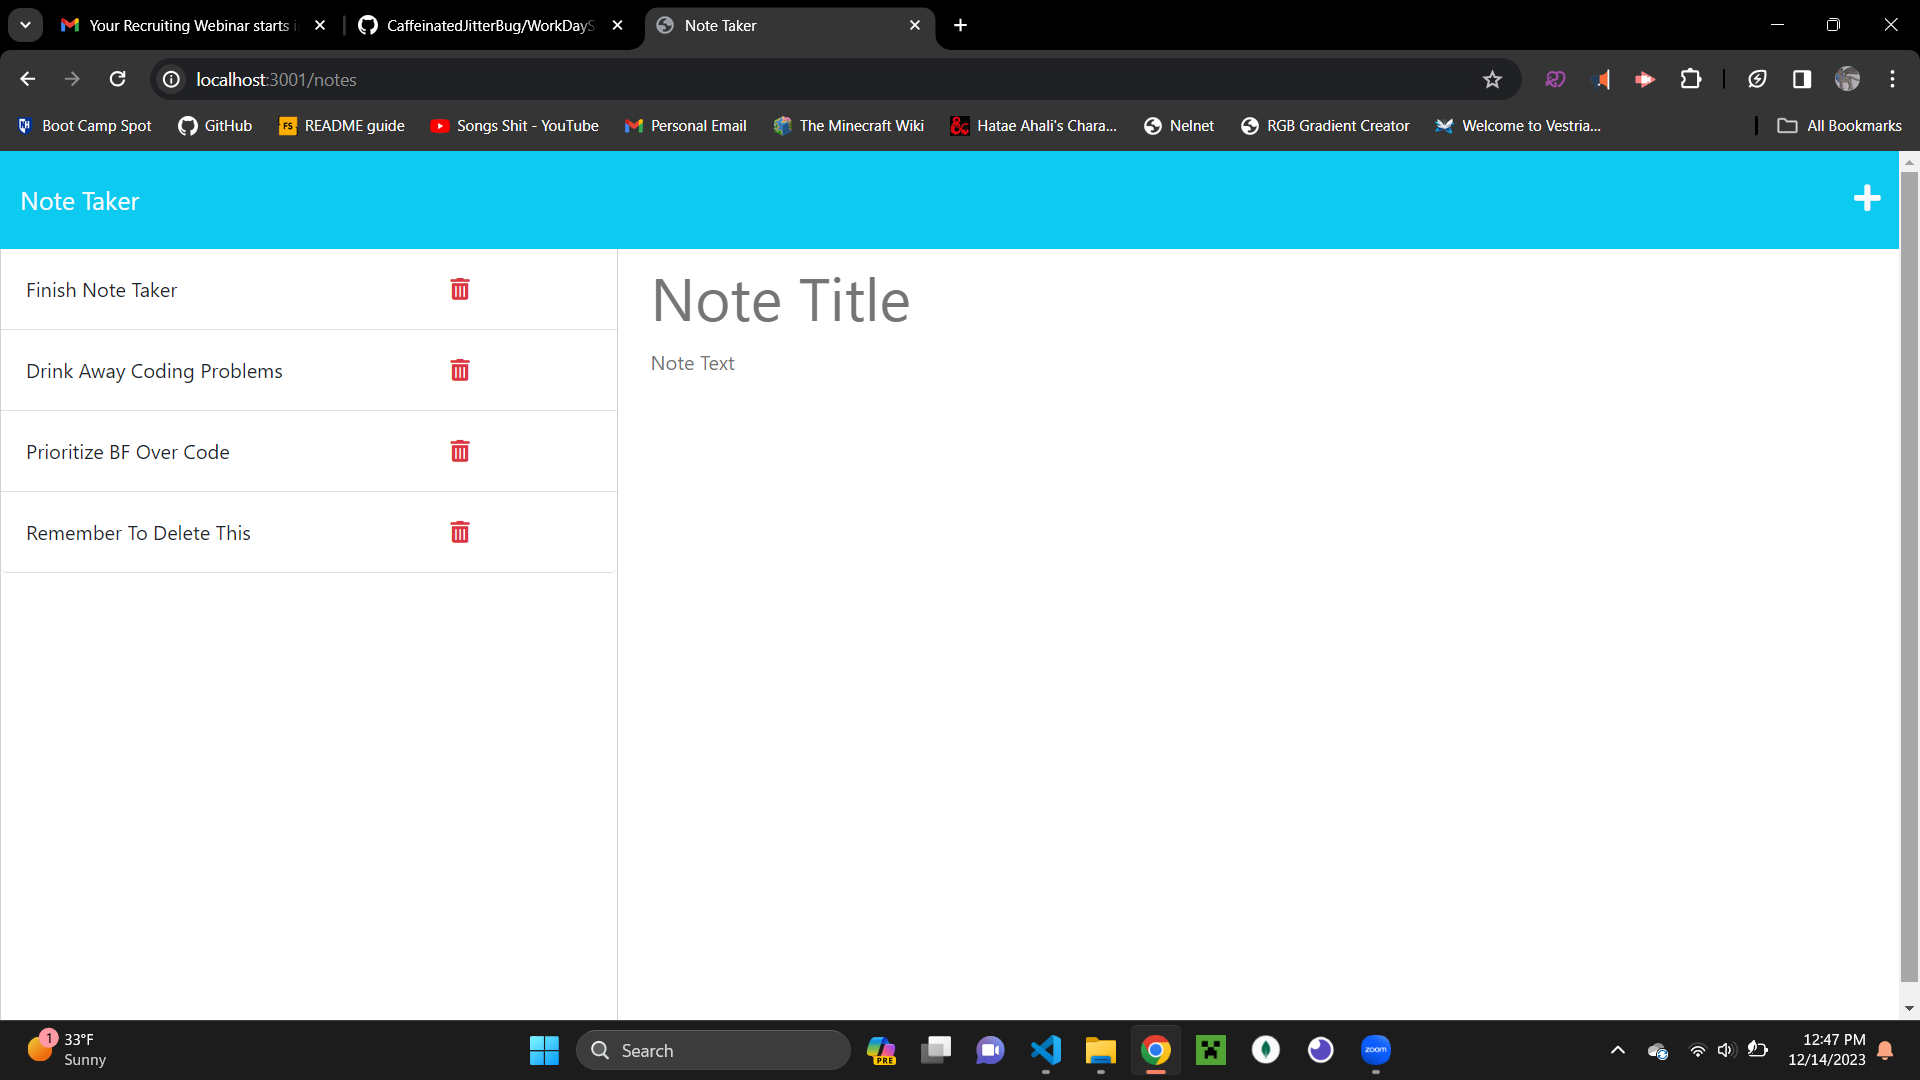 Your Recruiting Webinar starts i
CaffeinatedJitterBug/WorkDayS
Note Taker
localhost:3001/notes
Boot Camp Spot
GitHub
FS
README guide
Songs Shit - YouTube
Personal Email
The Minecraft Wiki
Hatae Ahali's Chara...
Nelnet
RGB Gradient Creator
Welcome to Vestria...
All Bookmarks
Note Taker
Finish Note Taker
Drink Away Coding Problems
Prioritize BF Over Code
Remember To Delete This
Note Title
Note Text
1
33°F
Sunny
Search
PRE
zoom
12:47 PM
12/14/2023